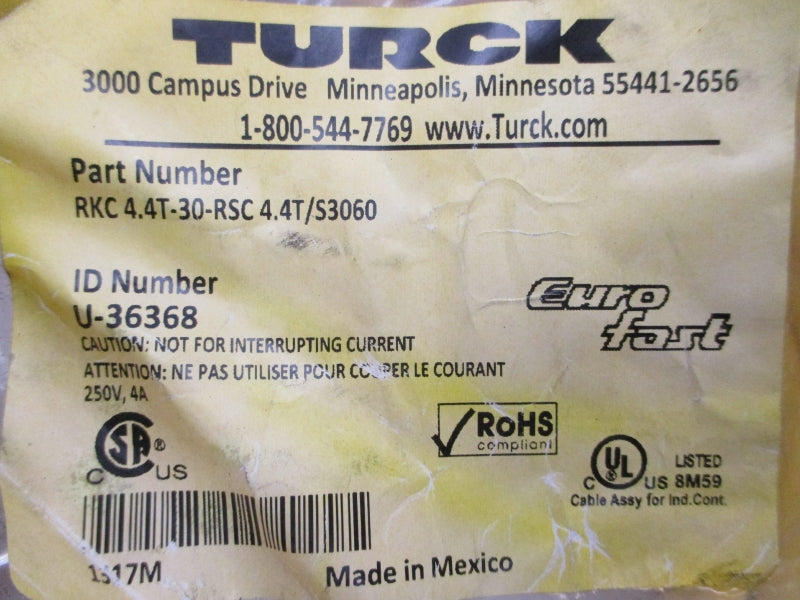 TURCK
3000 Campus Drive Minneapolis, Minnesota 55441-2656
1-800-544-7769 www.Turck.com
Part Number
RKC 4.4T-30-RSC 4.4T/S3060
ID Number
U-36368
Euro
fast
CAUTION: NOT FOR INTERRUPTING CURRENT
ATTENTION: NE PAS UTILISER POUR COUPER LE COURANT
250V, 4A
C SA ® US
RoHS
compliant
C UL US LISTED
8M59
Cable Assy for Ind.Cont.
Made in Mexico